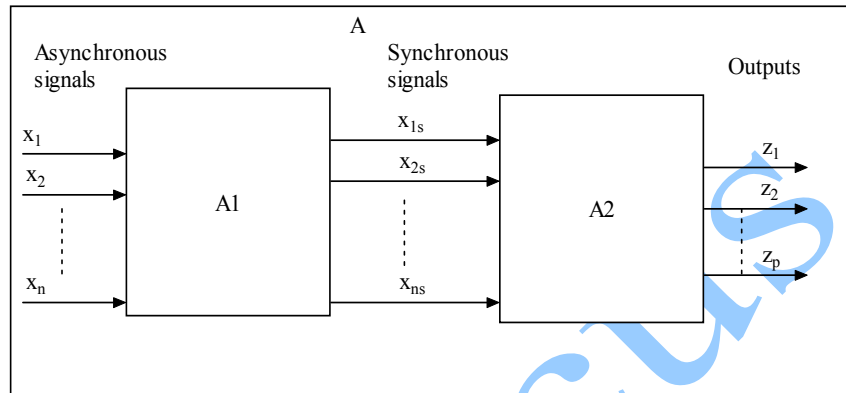 A
Asynchronous
signals
Synchronous
signals
Outputs
x1
x2
xn
A1
x1s
x2s
xns
A2
z1
z2
zp